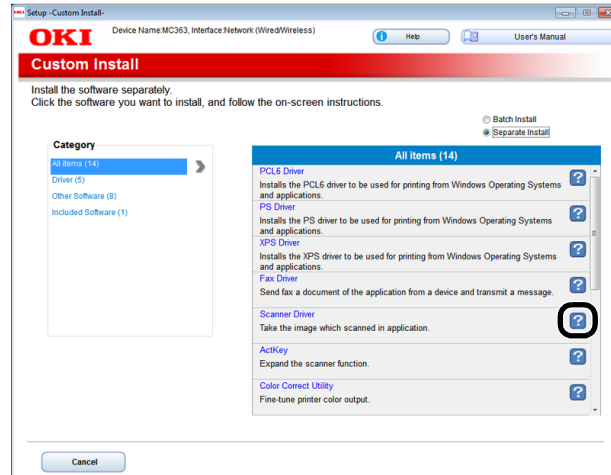 Setup -Custom Install-
OKI
Device Name:MC363, Interface:Network (Wired/Wireless)
Help
User's Manual
Custom Install
Install the software separately.
Click the software you want to install, and follow the on-screen instructions.
Batch Install
Separate Install
Category
All items (14)
Driver (5)
Other Software (8)
Included Software (1)
All items (14)
PCL6 Driver
Installs the PCL6 driver to be used for printing from Windows Operating Systems
and applications.
PS Driver
Installs the PS driver to be used for printing from Windows Operating Systems
and applications.
XPS Driver
Installs the XPS driver to be used for printing from Windows Operating Systems
and applications.
Fax Driver
Send fax a document of the application from a device and transmit a message.
Scanner Driver
Take the image which scanned in application.
ActKey
Expand the scanner function.
Color Correct Utility
Fine-tune printer color output.
Cancel